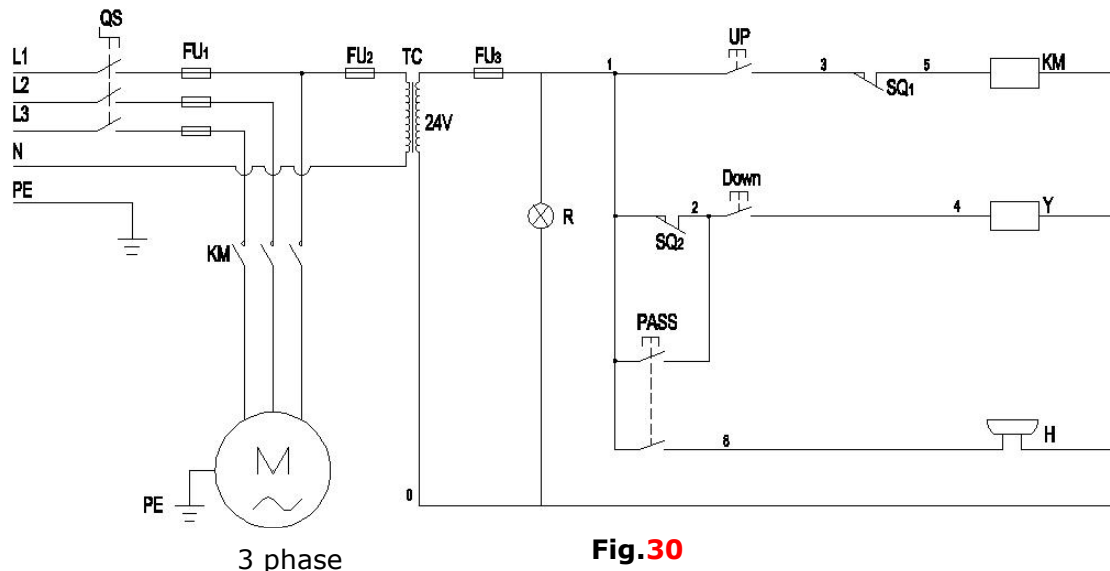 QS
L1
FU1
FU2
TC
FU3
1
UP
3
SQ1
5
KM
L2
L3
24V
N
PE
R
SQ2
2
Down
4
Y
KM
PASS
M
6
H
PE
0
3 phase
Fig.30